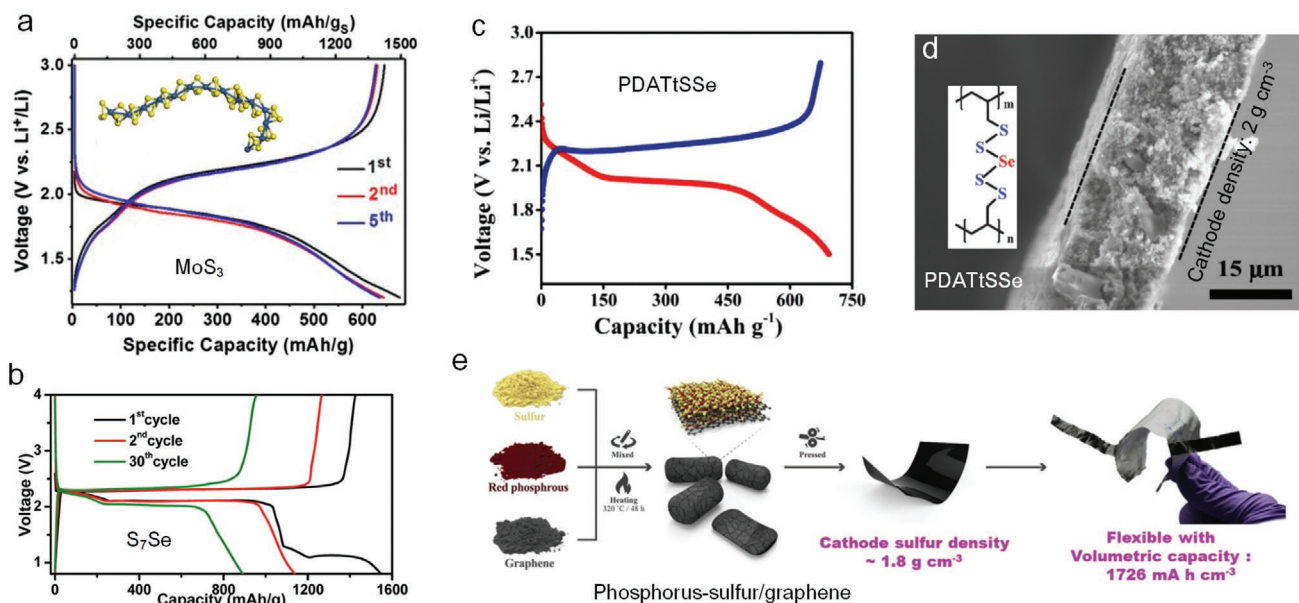 a
Specific Capacity (mAh/gS)
0 300 600 900 1200 1500
3.0
2.5
2.0
1.5
Voltage (V vs. Li⁺/Li)
1st
2nd
5th
MoS₃
0 100 200 300 400 500 600
Specific Capacity (mAh/g)
b
4
3
2
1
Voltage (V)
1st cycle
2nd cycle
30th cycle
S₇Se
0 400 800 1200 1600
Capacity(mAh/g)
c
3.0
2.7
2.4
2.1
1.8
1.5
Voltage (V vs. Li/Li⁺)
PDATtSSe
0 150 300 450 600 750
Capacity (mAh g⁻¹)
d
m
S
S
Se
S
S
n
PDATtSSe
Cathode density: 2 g cm⁻³
15 μm
e
Sulfur
Red phosphrous
Graphene
Mixed
Heating
320 °C / 48 h
Pressed
Cathode sulfur density
~ 1.8 g cm⁻³
Flexible with
Volumetric capacity :
1726 mA h cm⁻³
Phosphorus-sulfur/graphene